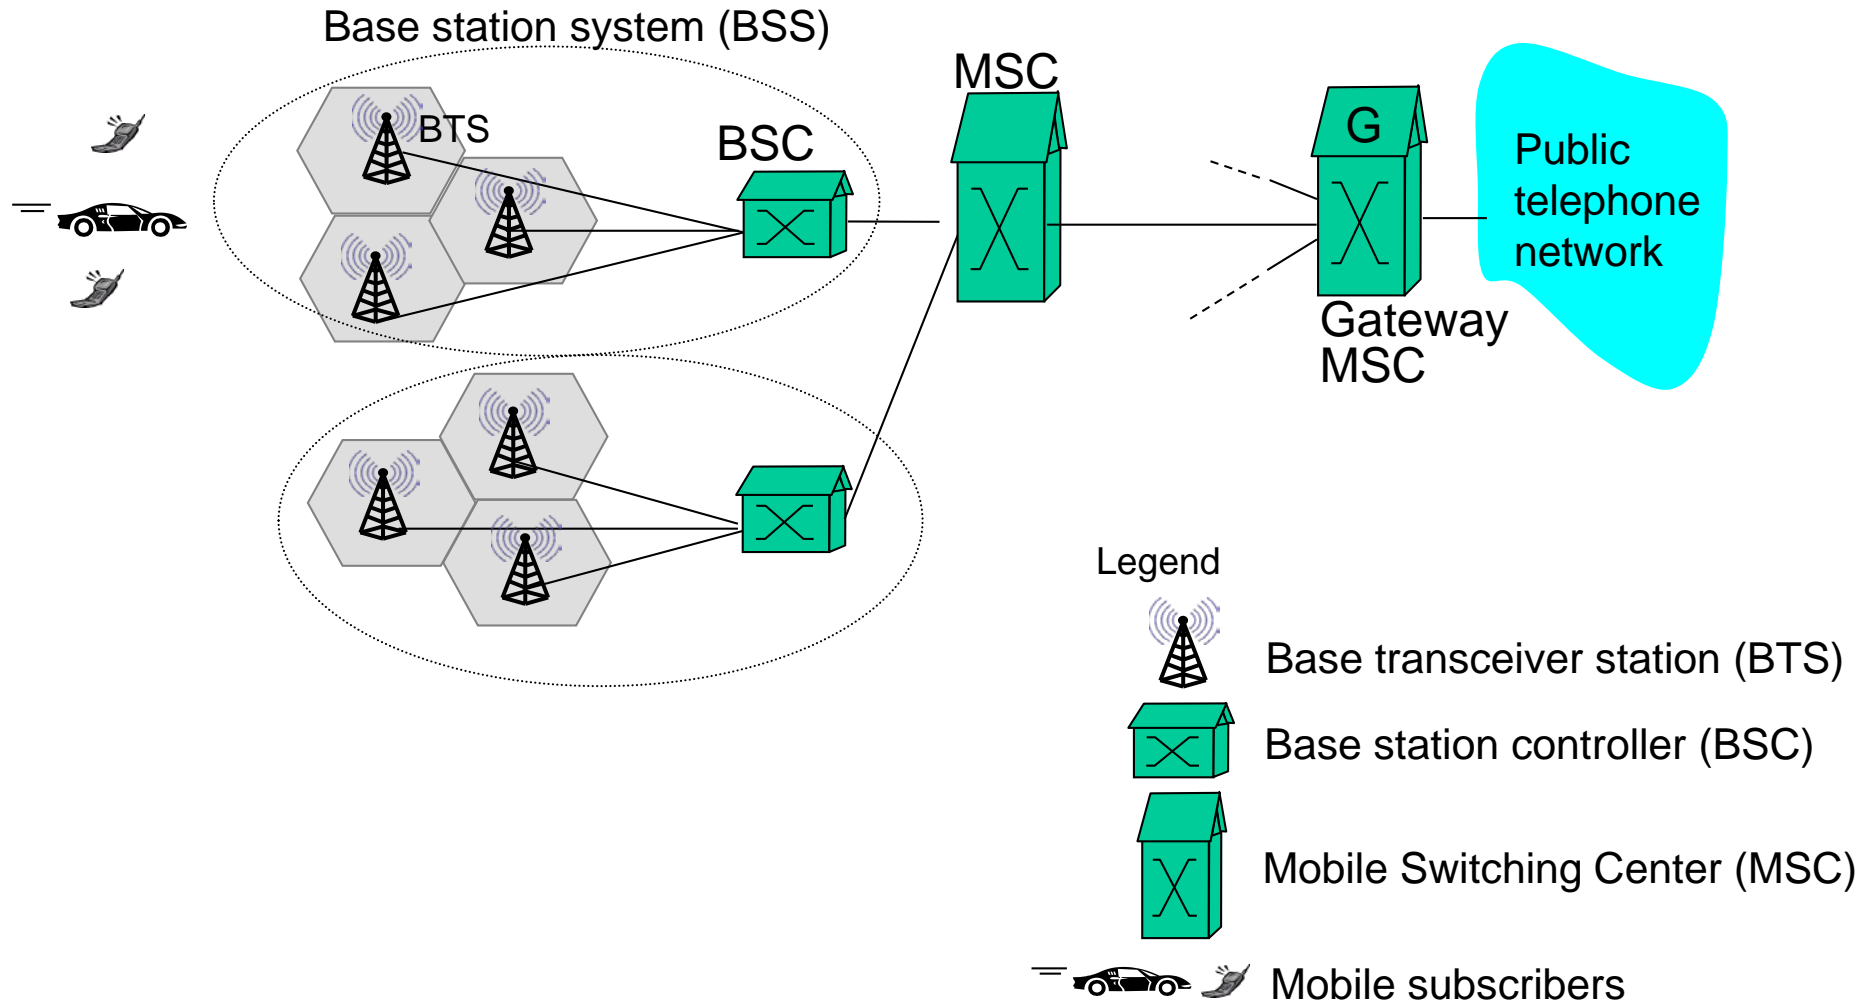 Base station system (BSS)
MSC
BTS
BSC
G
Public
telephone
network
Gateway
MSC
Legend
Base transceiver station (BTS)
Base station controller (BSC)
Mobile Switching Center (MSC)
Mobile subscribers